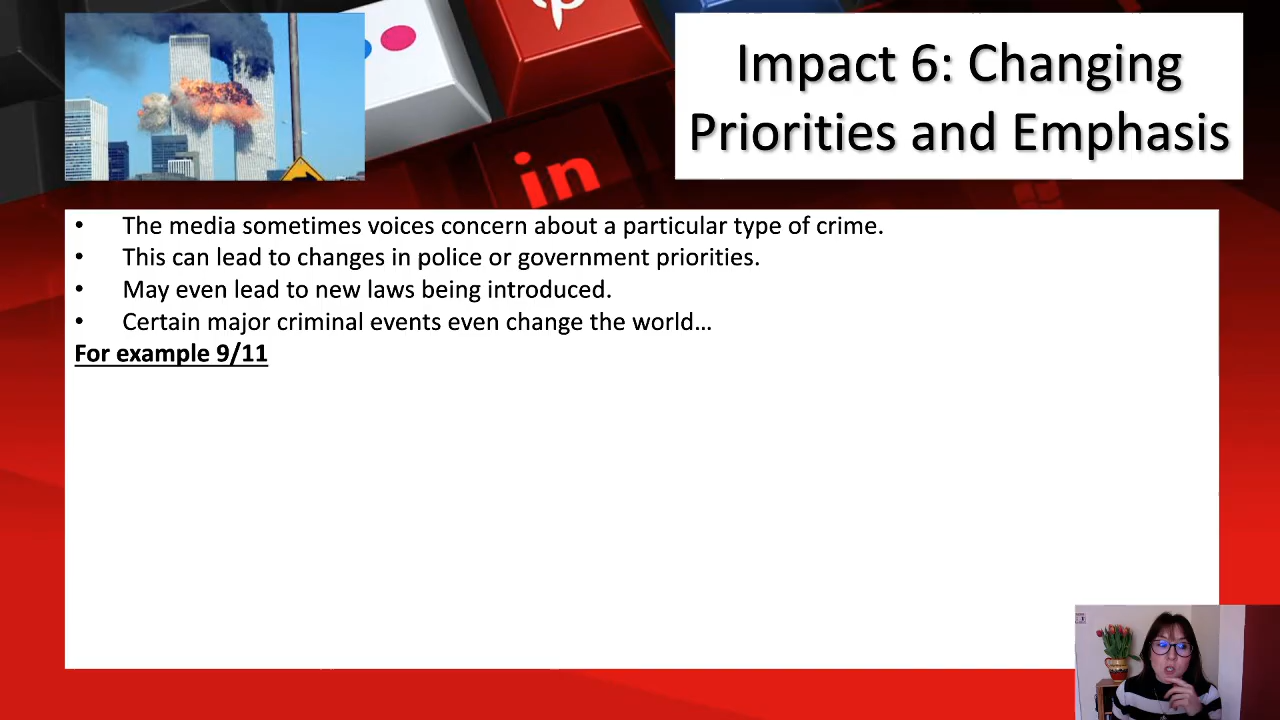 Impact 6: Changing
Priorities and Emphasis
in
• The media sometimes voices concern about a particular type of crime.
• This can lead to changes in police or government priorities.
• May even lead to new laws being introduced.
• Certain major criminal events even change the world…
For example 9/11